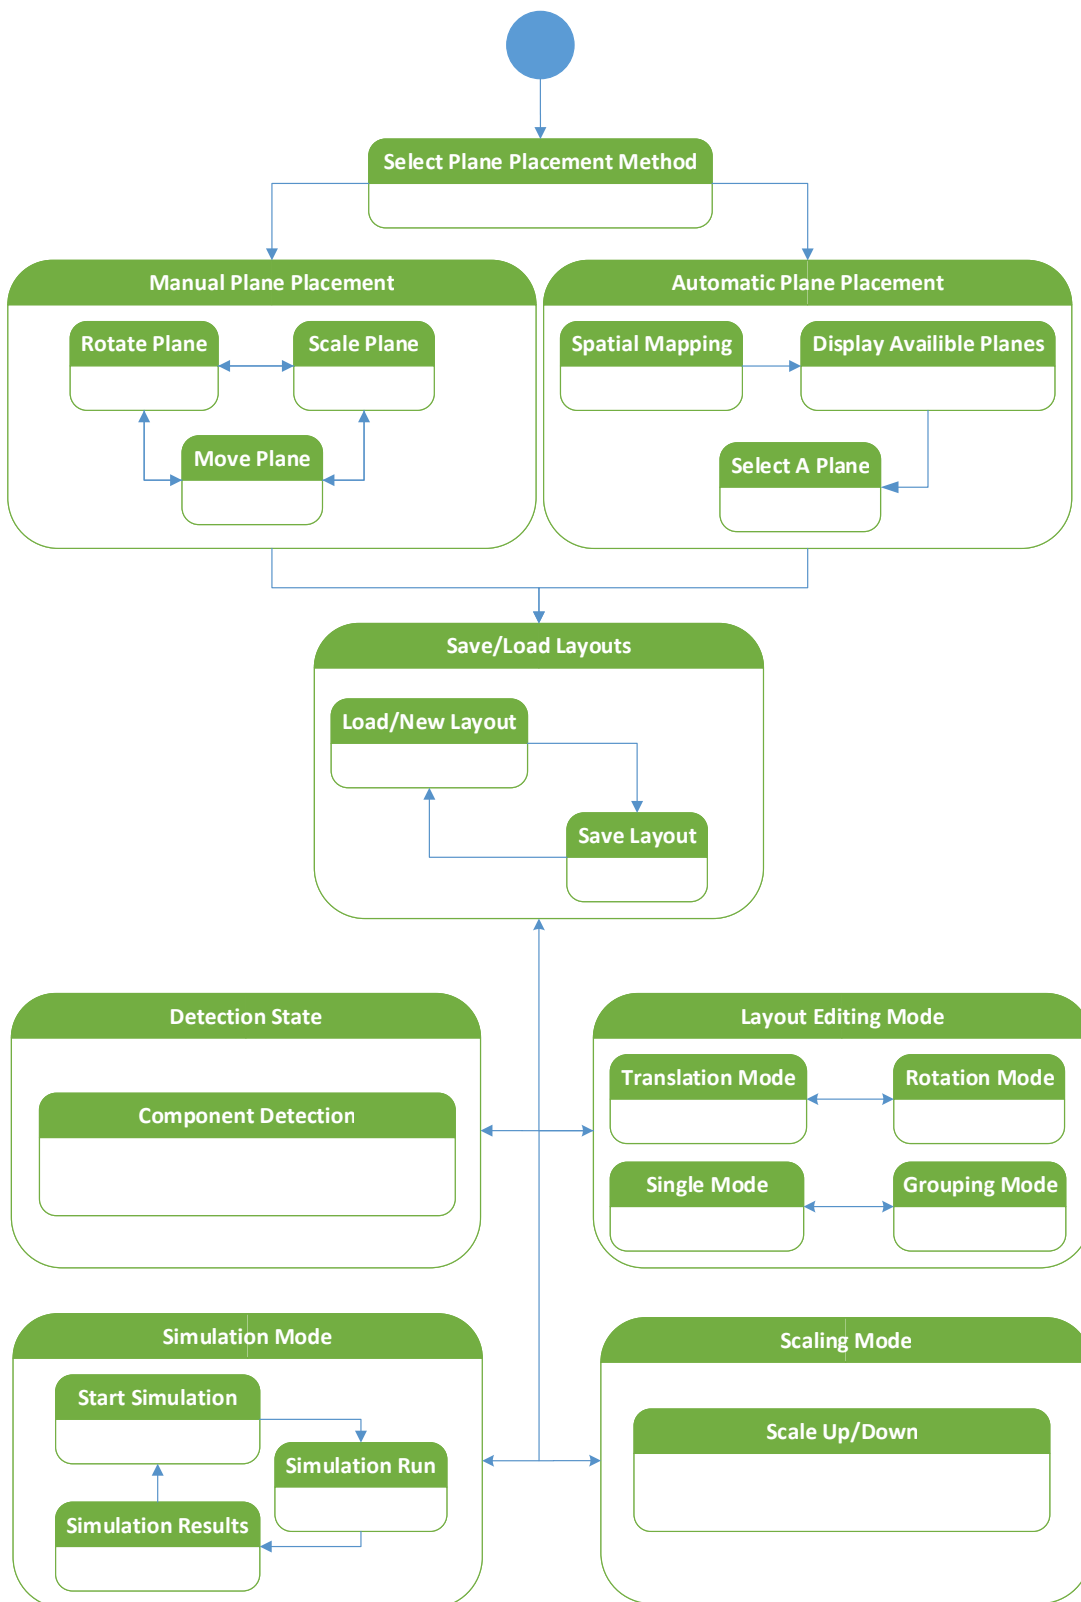 Select Plane Placement Method
Manual Plane Placement
Automatic Plane Placement
Rotate Plane
Scale Plane
Spatial Mapping
Display Availible Planes
Move Plane
Select A Plane
Save/Load Layouts
Load/New Layout
Save Layout
Detection State
Layout Editing Mode
Translation Mode
Rotation Mode
Component Detection
Single Mode
Grouping Mode
Simulation Mode
Scaling Mode
Start Simulation
Scale Up/Down
Simulation Run
Simulation Results